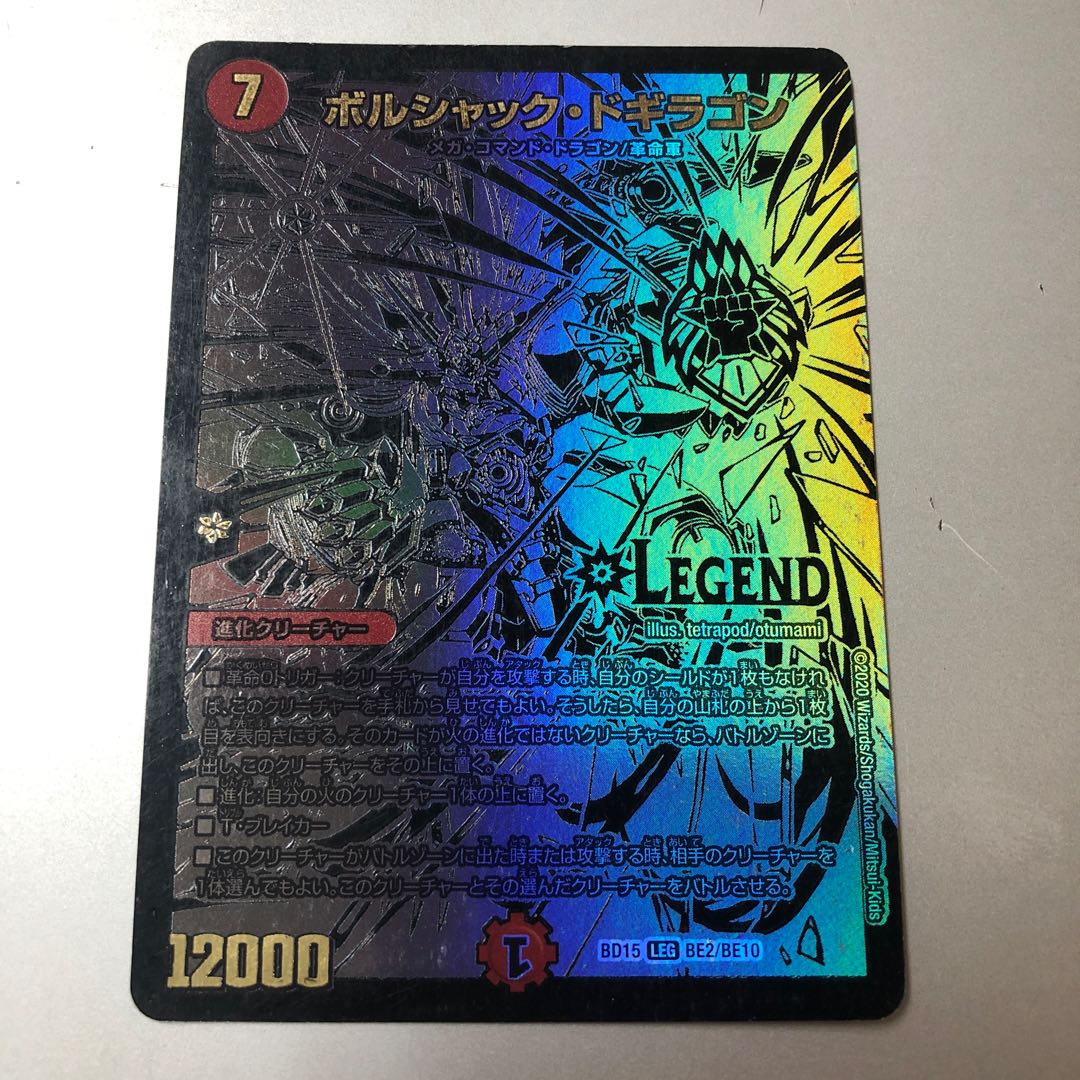 7
ボルシャック・ドギラゴン
メガ・コマンド・ドラゴン/革命軍
LEGEND
進化クリーチャー
illus. tetrapod/otumami
■革命0トリガー:クリーチャーが自分を攻撃する時、自分のシールドが1枚もなけれ
ば、このクリーチャーを手札から見せてもよい。そうしたら、自分の山札の上から1枚
目を表向きにする。そのカードが火の進化ではないクリーチャーなら、バトルゾーンに
出し、このクリーチャーをその上に置く。
■進化:自分の火のクリーチャー1体の上に置く。
■T・ブレイカー
■このクリーチャーがバトルゾーンに出た時または攻撃する時、相手のクリーチャーを
1体選んでもよい。このクリーチャーとその選んだクリーチャーをバトルさせる。
12000
1
BD15 LEG BE2/BE10
©2020 Wizards/Shogakukan/Mitsui-Kids